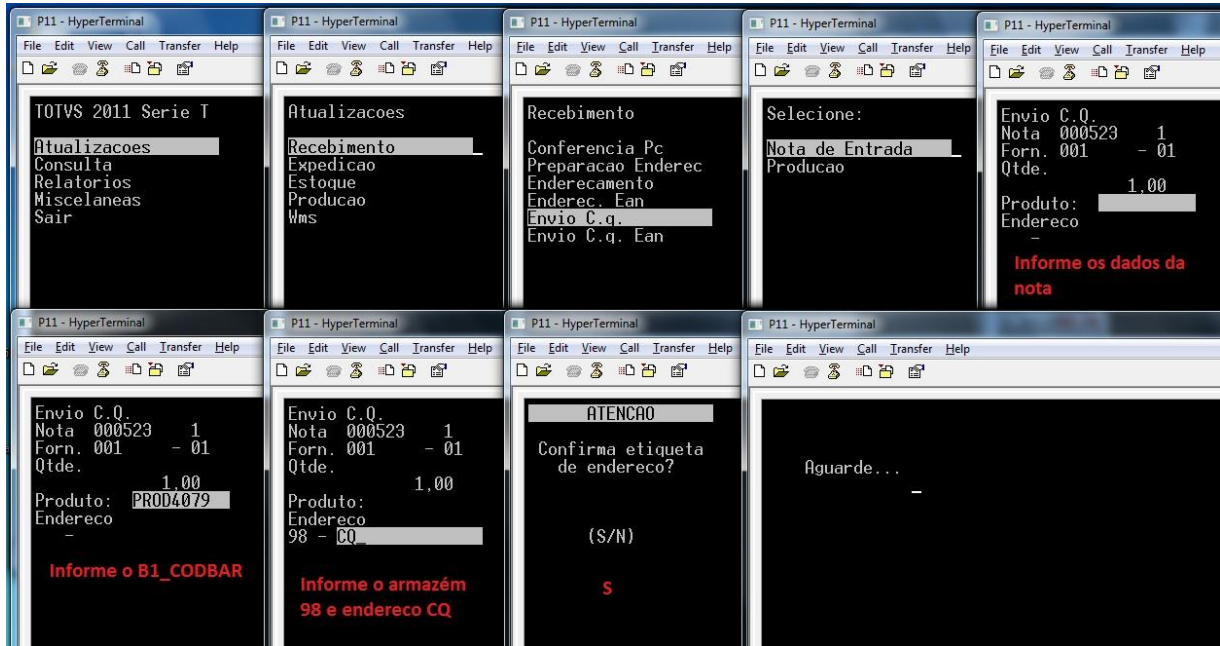 P11 - HyperTerminal
File Edit View Call Transfer Help
TOTVS 2011 Serie T
Atualizacoes
Consulta
Relatorios
Miscelaneas
Sair
P11 - HyperTerminal
File Edit View Call Transfer Help
Atualizacoes
Recebimento
Expedicao
Estoque
Producao
Wms
P11 - HyperTerminal
File Edit View Call Transfer Help
Recebimento
Conferencia Pc
Preparacao Enderec
Enderecamento
Enderec. Ean
Envio C.q.
Envio C.q. Ean
P11 - HyperTerminal
File Edit View Call Transfer Help
Selecione:
Nota de Entrada
Producao
P11 - HyperTerminal
File Edit View Call Transfer Help
Envio C.Q.
Nota 000523 1
Forn. 001 - 01
Qtde.
1,00
Produto:
Endereco
-
Informe os dados da
nota
P11 - HyperTerminal
File Edit View Call Transfer Help
Envio C.Q.
Nota 000523 1
Forn. 001 - 01
Qtde.
1,00
Produto: PROD4079
Endereco
-
Informe o B1_CODBAR
P11 - HyperTerminal
File Edit View Call Transfer Help
Envio C.Q.
Nota 000523 1
Forn. 001 - 01
Qtde.
1,00
Produto:
Endereco
98 - CQ_
Informe o armazém
98 e endereco CQ
P11 - HyperTerminal
File Edit View Call Transfer Help
ATENCAO
Confirma etiqueta
de endereco?
(S/N)
S
P11 - HyperTerminal
File Edit View Call Transfer Help
Aguarde...